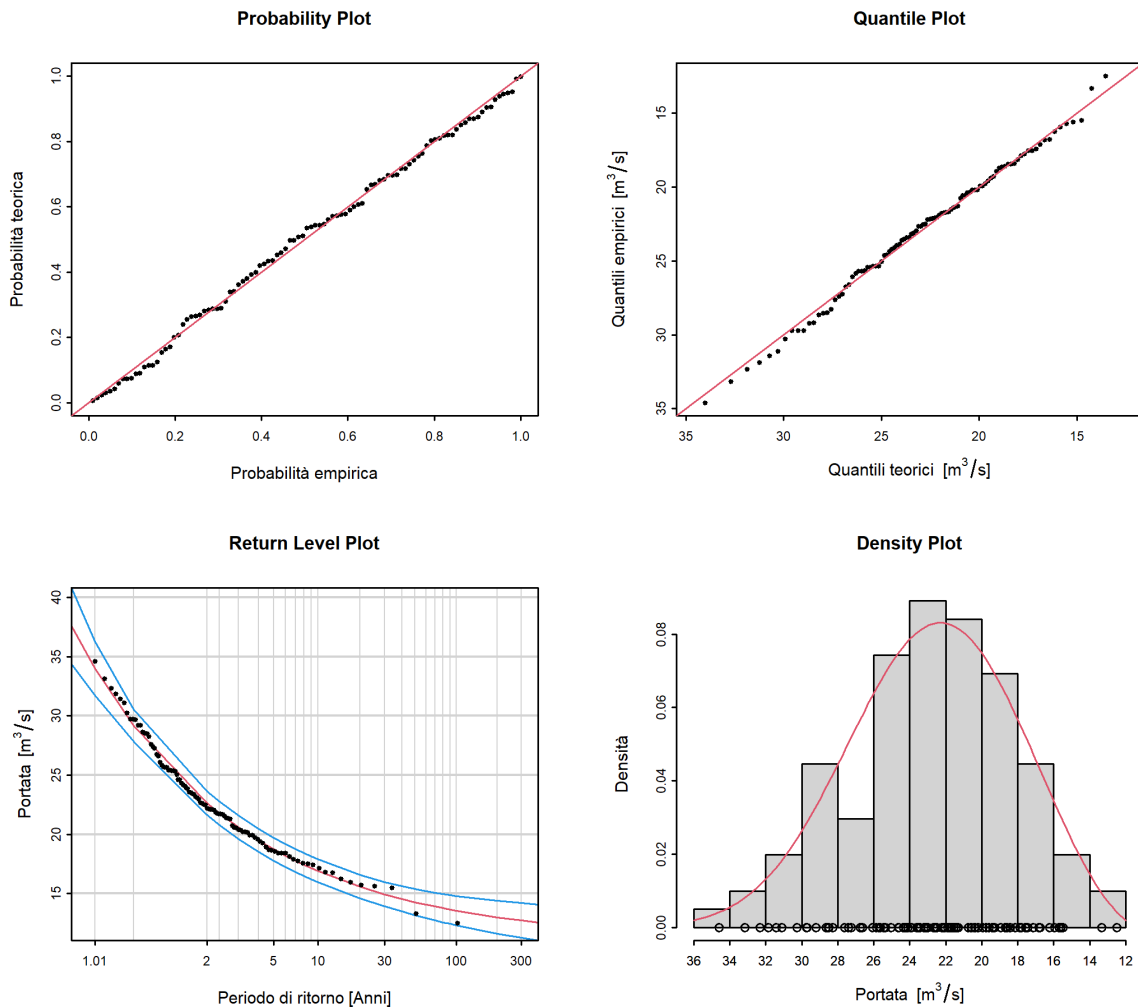 Probability Plot
Probabilità teorica
1.0
0.8
0.6
0.4
0.2
0.0
0.0 0.2 0.4 0.6 0.8 1.0
Probabilità empirica
Quantile Plot
Quantili empirici [m³/s]
15
20
25
30
35
35 30 25 20 15
Quantili teorici [m³/s]
Return Level Plot
Portata [m³/s]
40
35
30
25
20
15
1.01 2 5 10 20 100 300
Periodo di ritorno [Anni]
Density Plot
Densità
0.08
0.06
0.04
0.02
0.00
36 34 32 30 28 26 24 22 20 18 16 14 12
Portata [m³/s]